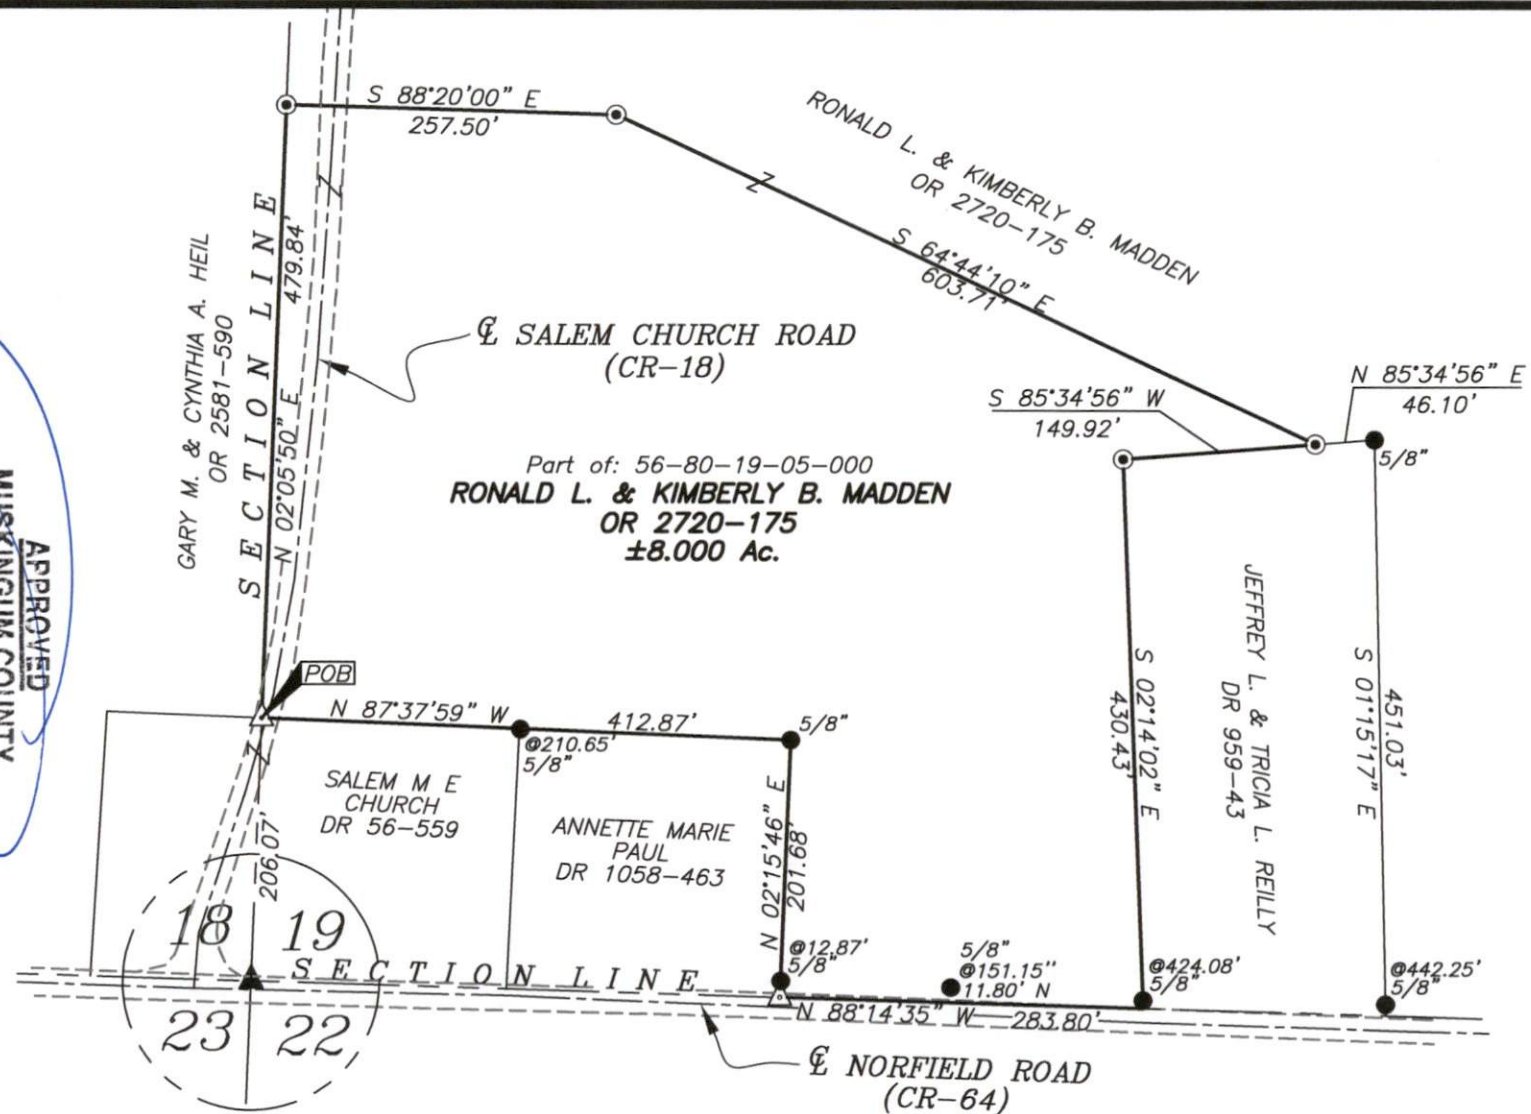 S 88°20'00" E
257.50'
RONALD L. & KIMBERLY B. MADDEN
OR 2720-175
S 64°44'10" E
603.71'
SECTION LINE
479.84'
N 02°05'50" E
GARY M. & CYNTHIA A. HEIL
OR 2581-590
℄ SALEM CHURCH ROAD
(CR-18)
N 85°34'56" E
46.10'
S 85°34'56" W
149.92'
5/8"
Part of: 56-80-19-05-000
RONALD L. & KIMBERLY B. MADDEN
OR 2720-175
±8.000 Ac.
APPROVED
MUSKINGUM COUNTY
JEFFREY L. & TRICIA L. REILLY
DR 959-43
S 02°14'02" E
430.43'
S 01°15'17" E
451.03'
POB
N 87°37'59" W
412.87'
5/8"
@210.65'
5/8"
SALEM M E
CHURCH
DR 56-559
ANNETTE MARIE
PAUL
DR 1058-463
N 02°15'46" E
201.68'
206.07'
18
19
23
22
SECTION LINE
@12.87'
5/8"
5/8"
@151.15"
11.80' N
@424.08'
5/8"
@442.25'
5/8"
N 88°14'35" W
283.80'
℄ NORFIELD ROAD
(CR-64)